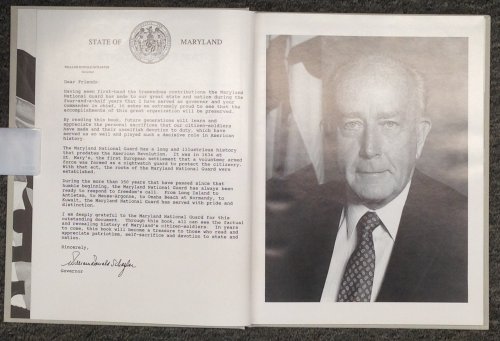 STATE OF MARYLAND
WILLIAM DONALD SCHAEFER
Governor
Dear Friends:
Having seen first-hand the tremendous contributions the Maryland
National Guard has made to our great state and nation during the
four-and-a-half years that I have served as governor and your
commander in chief, it makes me extremely proud to see that the
accomplishments of this great organization will be preserved.
By reading this book, future generations will learn and
appreciate the personal sacrifices that our citizen-soldiers
have made and their unselfish devotion to duty, which have
served us so well and played such a decisive role in American
history.
The Maryland National Guard has a long and illustrious history
that predates the American Revolution. It was in 1634 at
St. Mary's, the first European settlement that a volunteer armed
force was formed as a nightwatch guard to protect the citizenry.
With that act, the roots of the Maryland National Guard were
established.
During the more than 350 years that have passed since that
humble beginning, the Maryland National Guard has always been
ready to respond to freedom's call. From Long Island to
Antietam, to Meuse-Argonne, to Omaha Beach at Normandy, to
Kuwait, the Maryland National Guard has served with pride and
distinction.
I am deeply grateful to the Maryland National Guard for this
outstanding document. Through this book, all can see the factual
and revealing history of Maryland's citizen-soldiers. In years
to come, this book will become a treasure to those who read and
appreciate patriotism, self-sacrifice and devotion to state and
nation.
Sincerely,
William Donald Schaefer
Governor